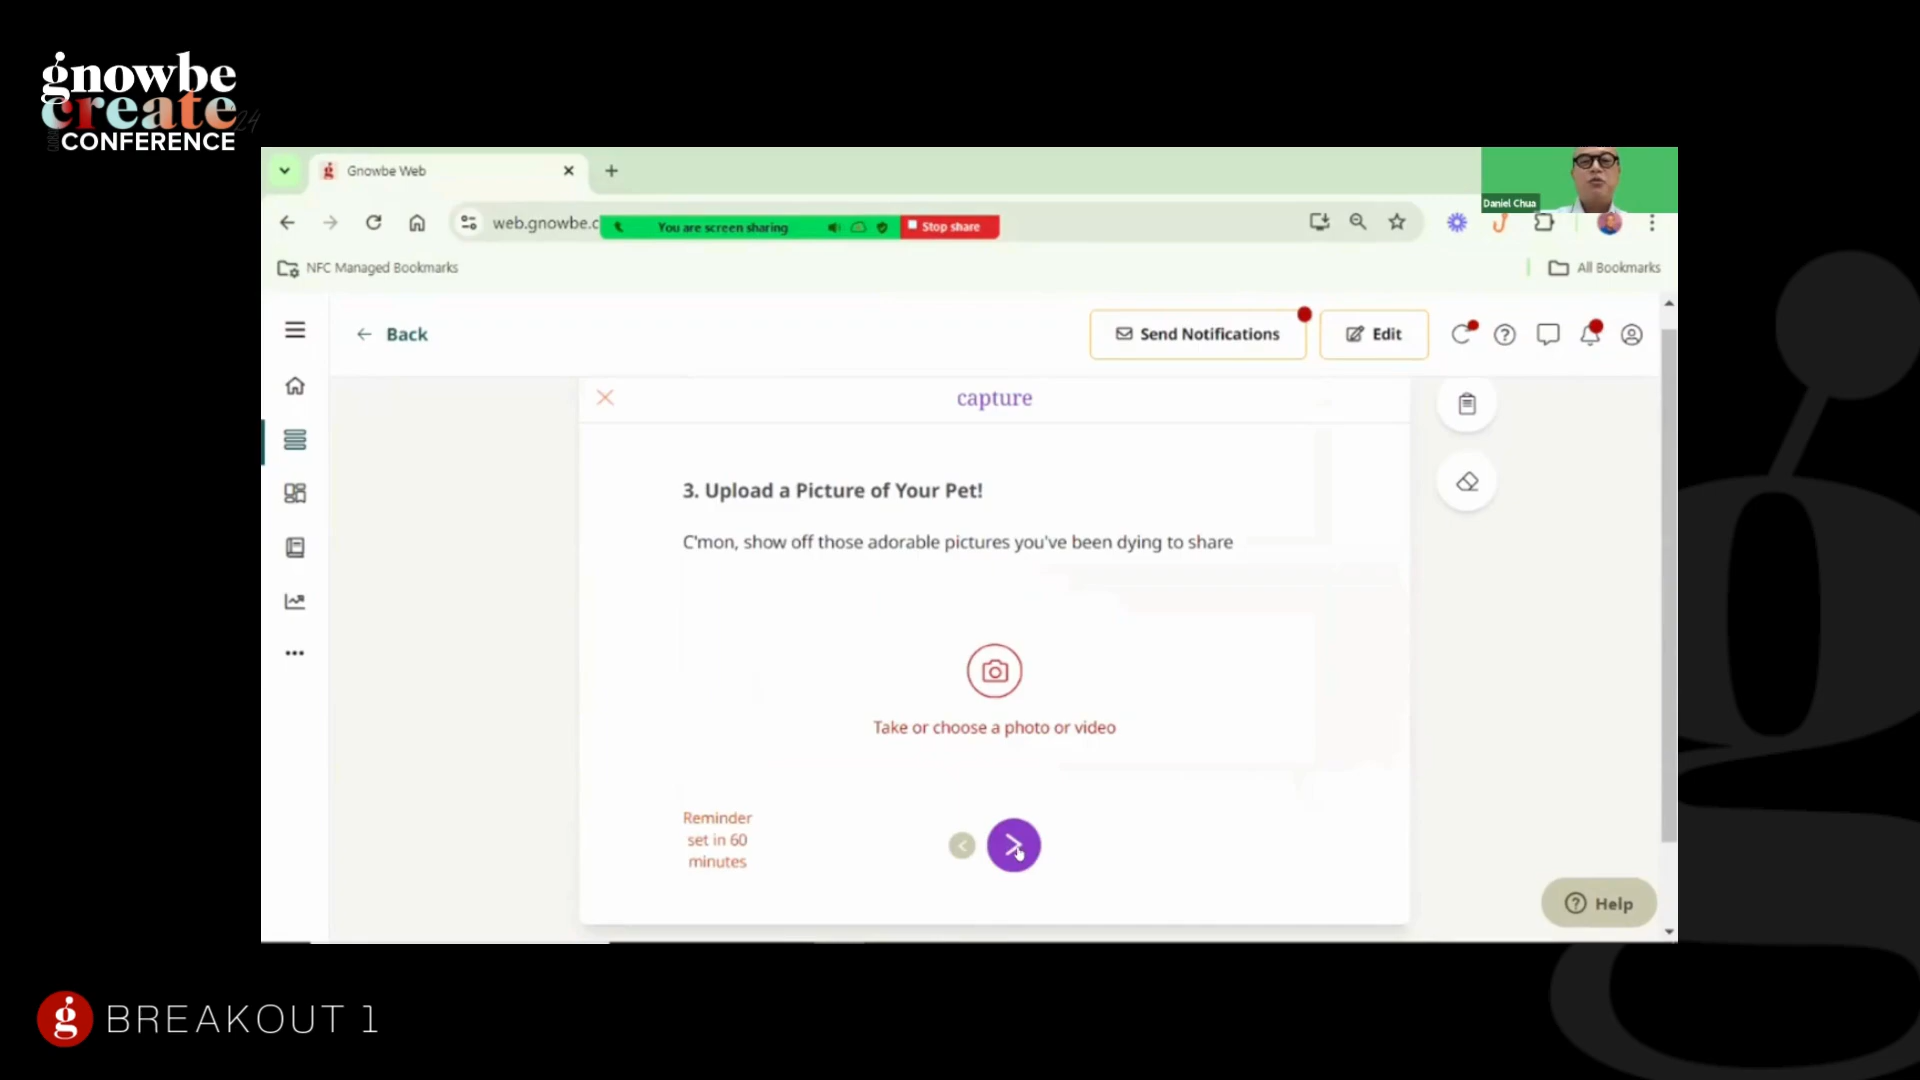 gnowbe
create '24
CONFERENCE
Gnowbe Web
Daniel Chua
web.gnowbe.c
You are screen sharing
Stop share
NFC Managed Bookmarks
All Bookmarks
Back
Send Notifications
Edit
capture
3. Upload a Picture of Your Pet!
C'mon, show off those adorable pictures you've been dying to share
Take or choose a photo or video
Reminder
set in 60
minutes
Help
BREAKOUT 1